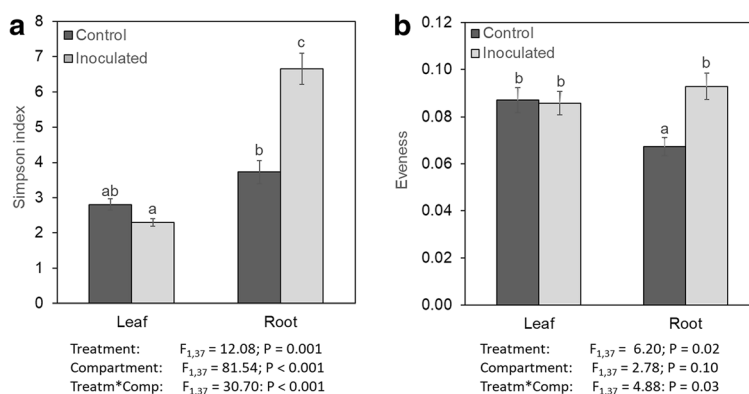 a
Control
Inoculated
Simpson index
7
6
5
4
3
2
1
0
ab
a
b
c
Leaf Root
Treatment: F1,37 = 12.08; P = 0.001
Compartment: F1,37 = 81.54; P < 0.001
Treatm*Comp: F1,37 = 30.70: P < 0.001
b
Control
Inoculated
Eveness
0.12
0.10
0.08
0.06
0.04
0.02
0.00
b
b
a
b
Leaf Root
Treatment: F1,37 = 6.20; P = 0.02
Compartment: F1,37 = 2.78; P = 0.10
Treatm*Comp: F1,37 = 4.88: P = 0.03